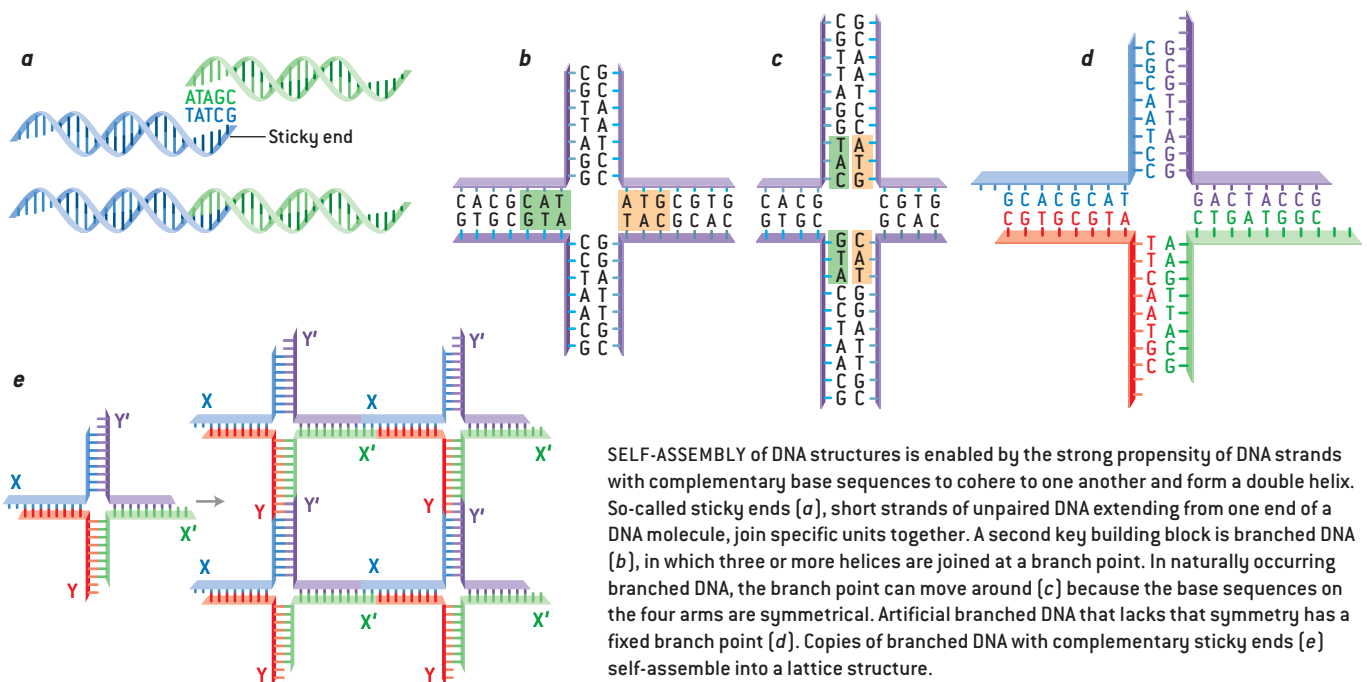 a
ATAGC
TATCG
Sticky end
b
C G
G C
T A
T A
A T
G C
G C
CACGCAT ATGCGTG
GTGCGTA TACGCAC
C G
C G
T A
A T
A T
C G
G C
c
C G
G C
T A
T A
A T
G C
G C
T A
A T
C G
CACG CGTG
GTGC GCAC
G C
T A
A T
C G
C G
T A
A T
A T
C G
G C
d
C G
G C
C G
A T
A T
T A
C G
C G
GCACGCAT GACTACCG
CGTGCGTA CTGATGGC
T A
T A
C G
A T
A T
T A
G C
C G
e
Y'
X
X'
Y
Y' Y'
X X
X' X'
Y Y
Y' Y'
X X
X' X'
Y Y
SELF-ASSEMBLY of DNA structures is enabled by the strong propensity of DNA strands
with complementary base sequences to cohere to one another and form a double helix.
So-called sticky ends (a), short strands of unpaired DNA extending from one end of a
DNA molecule, join specific units together. A second key building block is branched DNA
(b), in which three or more helices are joined at a branch point. In naturally occurring
branched DNA, the branch point can move around (c) because the base sequences on
the four arms are symmetrical. Artificial branched DNA that lacks that symmetry has a
fixed branch point (d). Copies of branched DNA with complementary sticky ends (e)
self-assemble into a lattice structure.